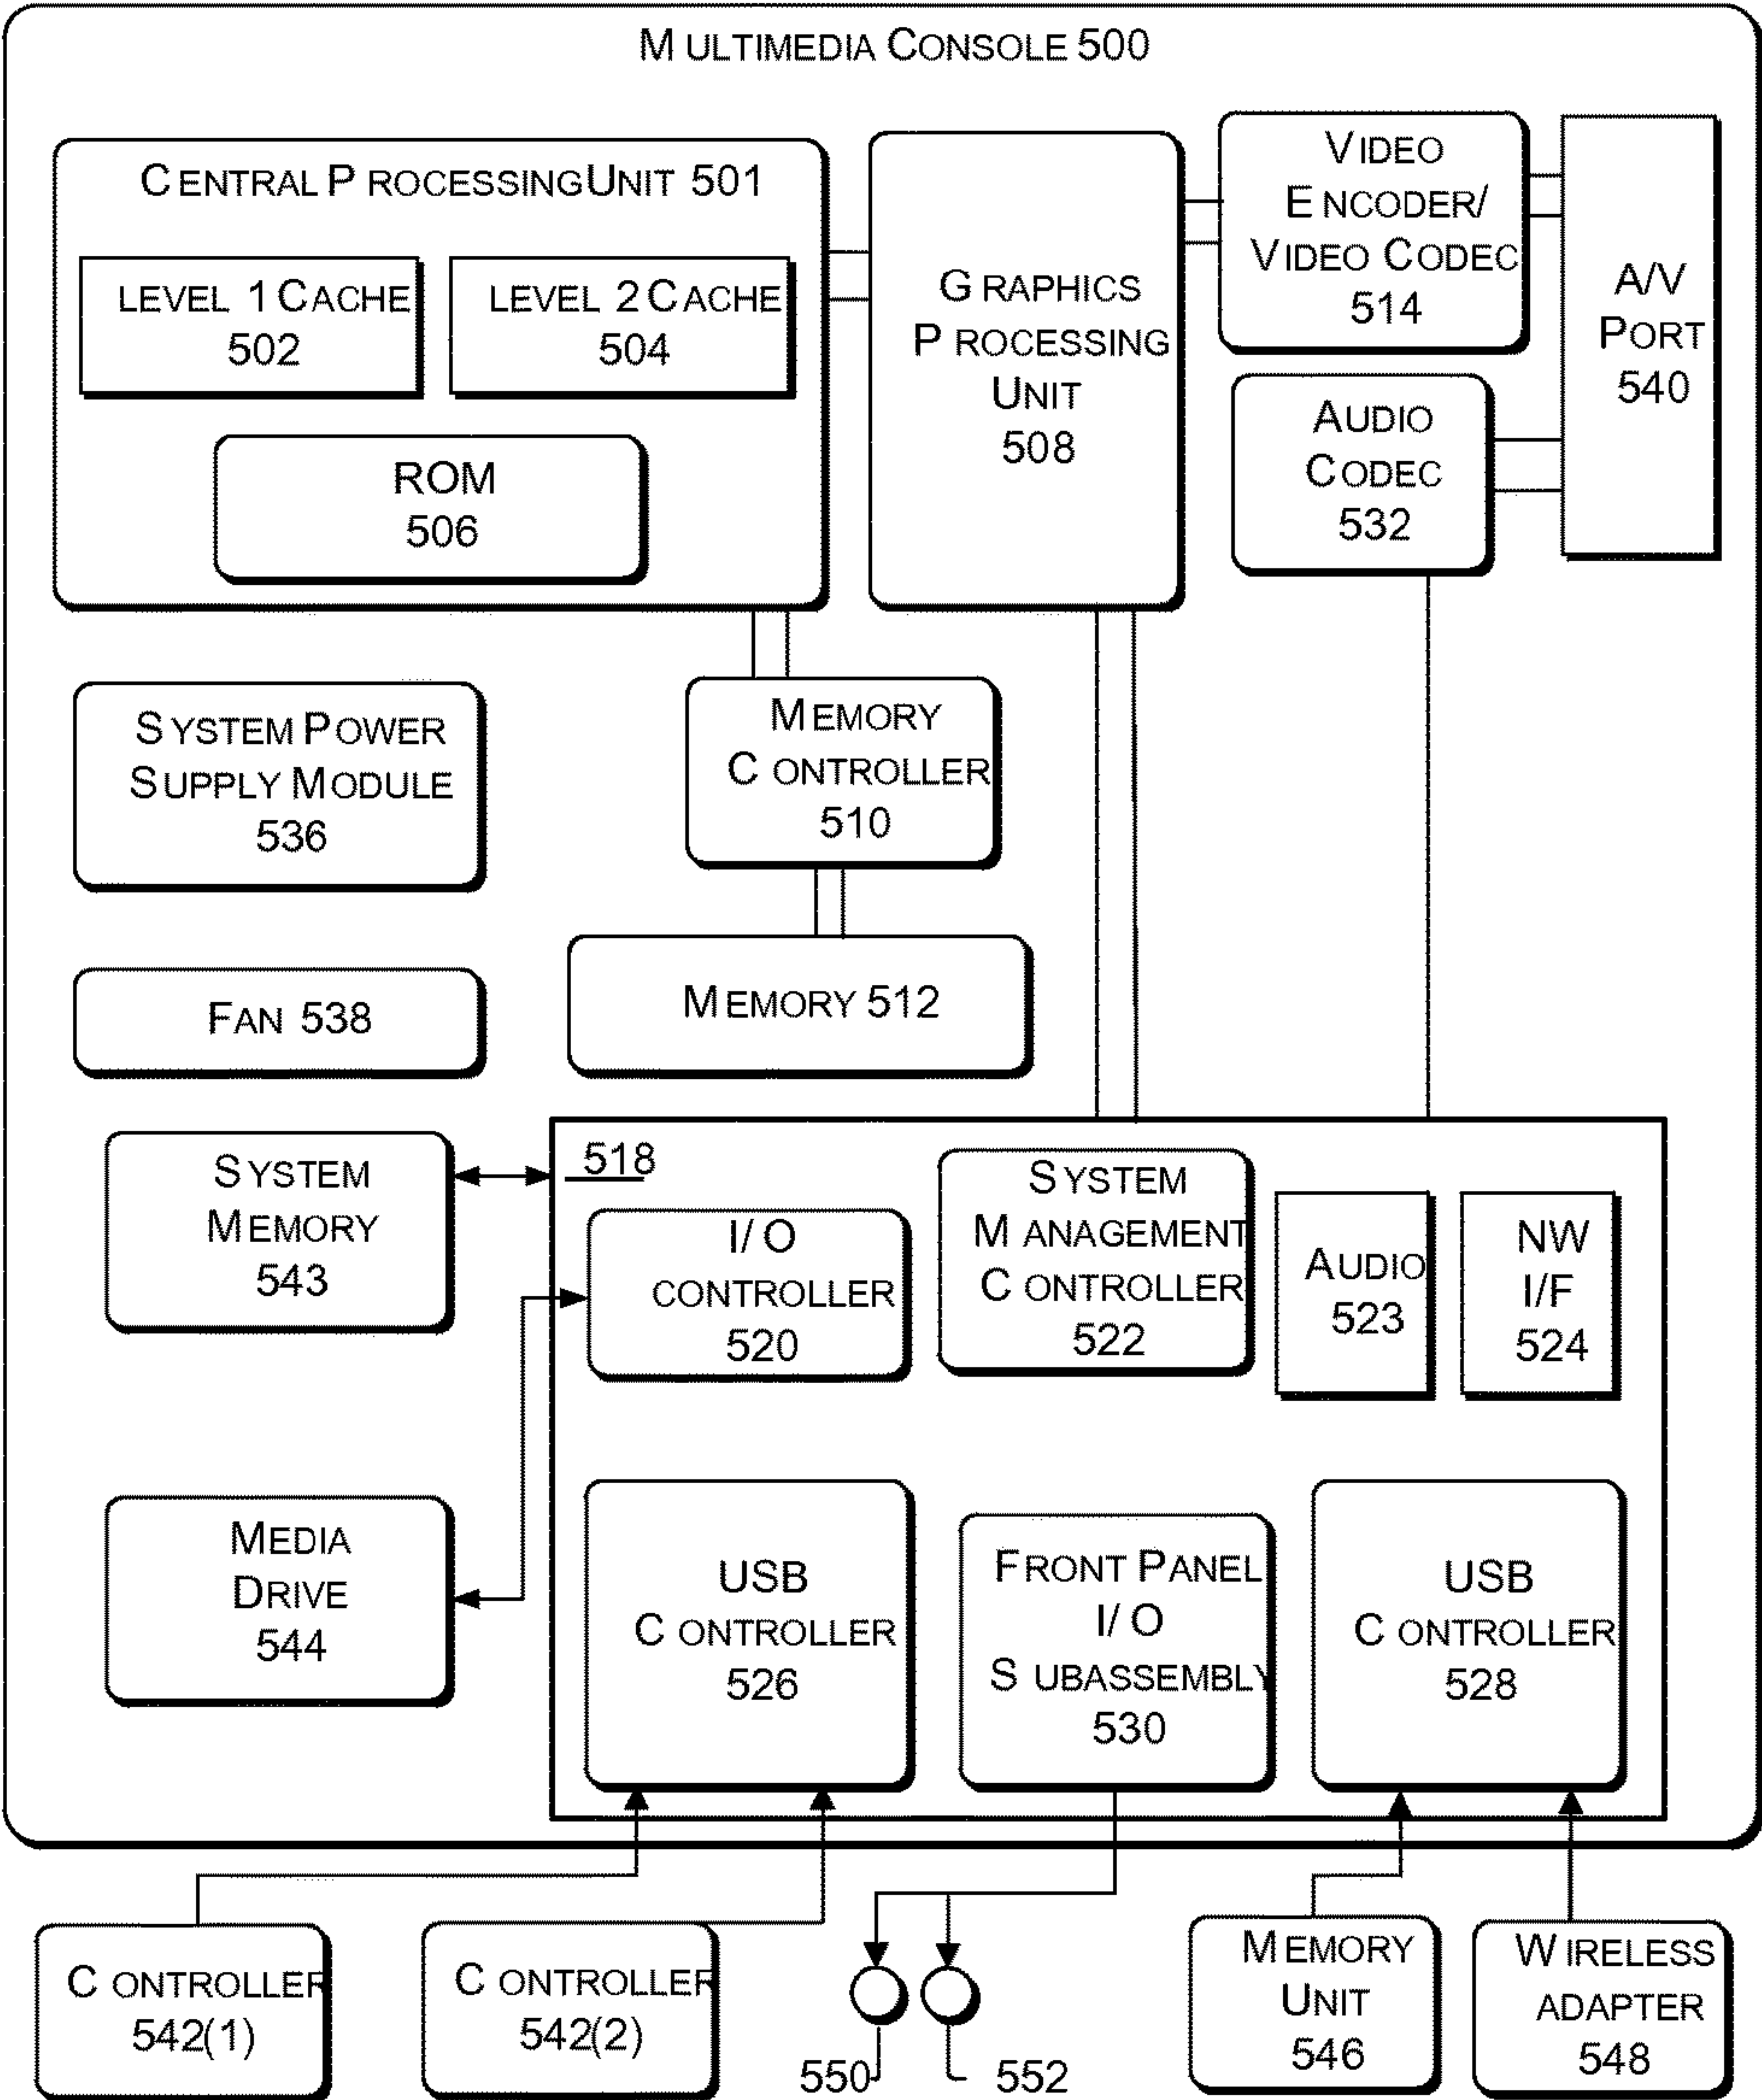 MULTIMEDIA CONSOLE 500
CENTRAL PROCESSING UNIT 501
LEVEL 1 CACHE
502
LEVEL 2 CACHE
504
ROM
506
GRAPHICS
PROCESSING
UNIT
508
VIDEO
ENCODER/
VIDEO CODEC
514
A/V
PORT
540
AUDIO
CODEC
532
SYSTEM POWER
SUPPLY MODULE
536
MEMORY
CONTROLLER
510
FAN 538
MEMORY 512
SYSTEM
MEMORY
543
518
I/O
CONTROLLER
520
SYSTEM
MANAGEMENT
CONTROLLER
522
AUDIO
523
NW
I/F
524
MEDIA
DRIVE
544
USB
CONTROLLER
526
FRONT PANEL
I/O
SUBASSEMBLY
530
USB
CONTROLLER
528
CONTROLLER
542(1)
CONTROLLER
542(2)
550
552
MEMORY
UNIT
546
WIRELESS
ADAPTER
548